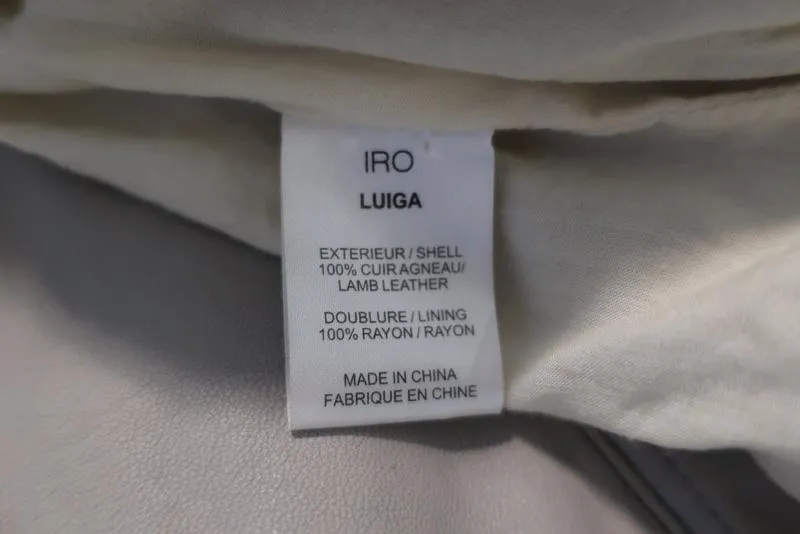 IRO
LUIGA
EXTERIEUR / SHELL
100% CUIR AGNEAU/
LAMB LEATHER
DOUBLURE / LINING
100% RAYON / RAYON
MADE IN CHINA
FABRIQUE EN CHINE